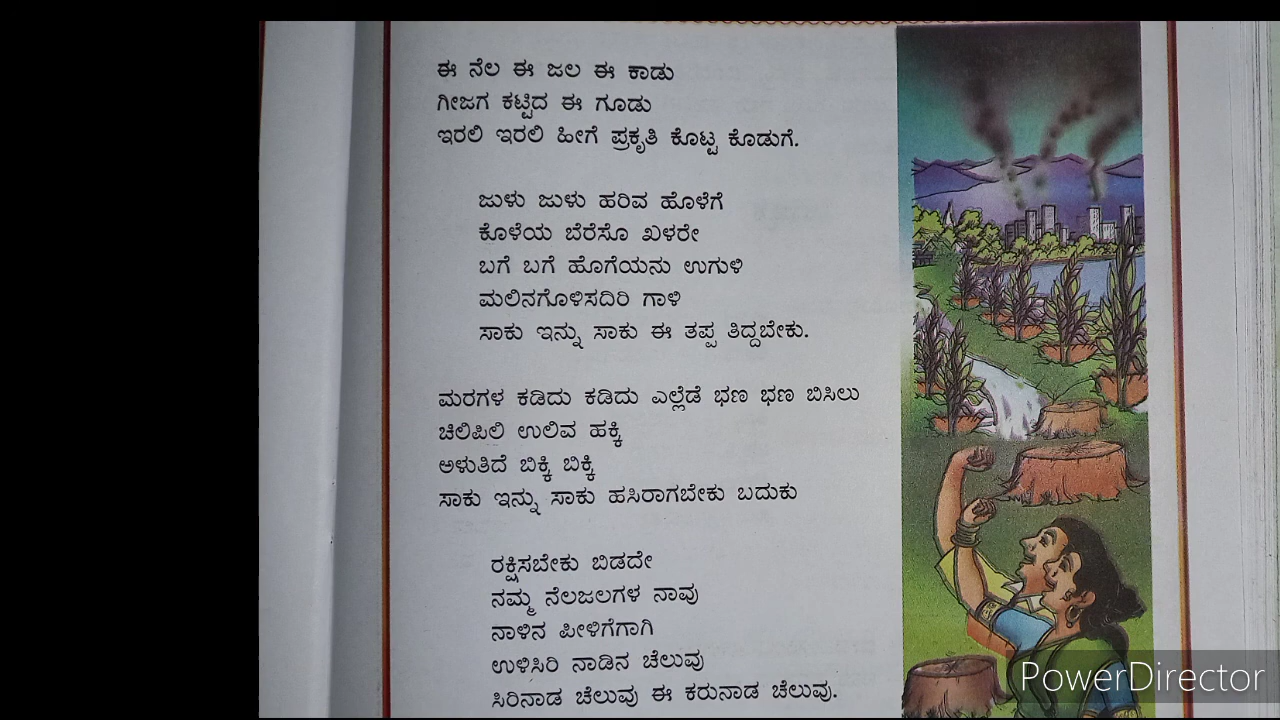 ಈ ನೆಲ ಈ ಜಲ ಈ ಕಾಡು
ಗೀಜಗ ಕಟ್ಟಿದ ಈ ಗೂಡು
ಇರಲಿ ಇರಲಿ ಹೀಗೆ ಪ್ರಕೃತಿ ಕೊಟ್ಟ ಕೊಡುಗೆ.
ಜುಳು ಜುಳು ಹರಿವ ಹೊಳೆಗೆ
ಕೊಳೆಯ ಬೆರೆಸೊ ಖಳರೇ
ಬಗೆ ಬಗೆ ಹೊಗೆಯನು ಉಗುಳಿ
ಮಲಿನಗೊಳಿಸದಿರಿ ಗಾಳಿ
ಸಾಕು ಇನ್ನು ಸಾಕು ಈ ತಪ್ಪ ತಿದ್ದಬೇಕು.
ಮರಗಳ ಕಡಿದು ಕಡಿದು ಎಲ್ಲೆಡೆ ಭಣ ಭಣ ಬಿಸಿಲು
ಚಿಲಿಪಿಲಿ ಉಲಿವ ಹಕ್ಕಿ
ಅಳುತಿದೆ ಬಿಕ್ಕಿ ಬಿಕ್ಕಿ
ಸಾಕು ಇನ್ನು ಸಾಕು ಹಸಿರಾಗಬೇಕು ಬದುಕು
ರಕ್ಷಿಸಬೇಕು ಬಿಡದೇ
ನಮ್ಮ ನೆಲಜಲಗಳ ನಾವು
ನಾಳಿನ ಪೀಳಿಗೆಗಾಗಿ
ಉಳಿಸಿರಿ ನಾಡಿನ ಚೆಲುವು
ಸಿರಿನಾಡ ಚೆಲುವು ಈ ಕರುನಾಡ ಚೆಲುವು.
PowerDirector